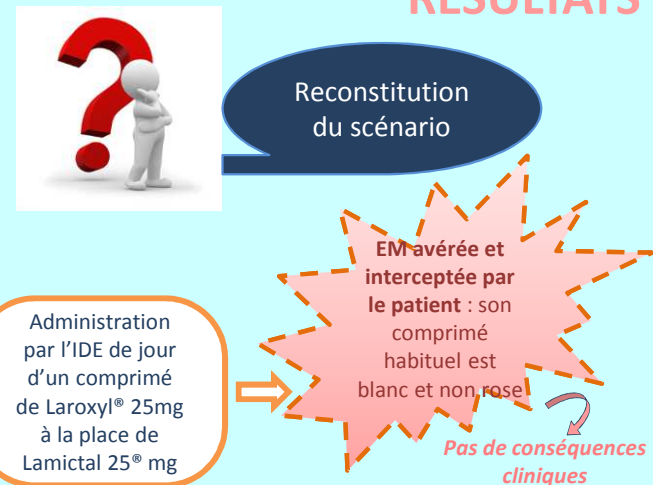 RESULTATS
Reconstitution
du scénario
EM avérée et
interceptée par
le patient : son
comprimé
habituel est
blanc et non rose
Administration
par l’IDE de jour
d’un comprimé
de Laroxyl® 25mg
à la place de
Lamictal 25® mg
Pas de conséquences
cliniques